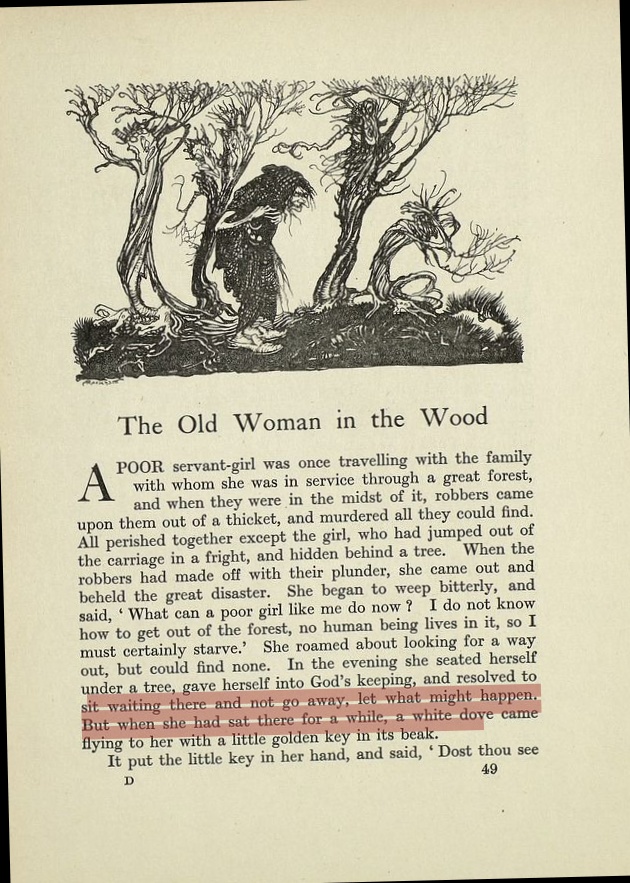 The Old Woman in the Wood
A POOR servant-girl was once travelling with the family
with whom she was in service through a great forest,
and when they were in the midst of it, robbers came
upon them out of a thicket, and murdered all they could find.
All perished together except the girl, who had jumped out of
the carriage in a fright, and hidden behind a tree. When the
robbers had made off with their plunder, she came out and
beheld the great disaster. She began to weep bitterly, and
said, ‘ What can a poor girl like me do now ? I do not know
how to get out of the forest, no human being lives in it, so I
must certainly starve.’ She roamed about looking for a way
out, but could find none. In the evening she seated herself
under a tree, gave herself into God’s keeping, and resolved to
sit waiting there and not go away, let what might happen.
But when she had sat there for a while, a white dove came
flying to her with a little golden key in its beak.
It put the little key in her hand, and said, ‘ Dost thou see
D 49